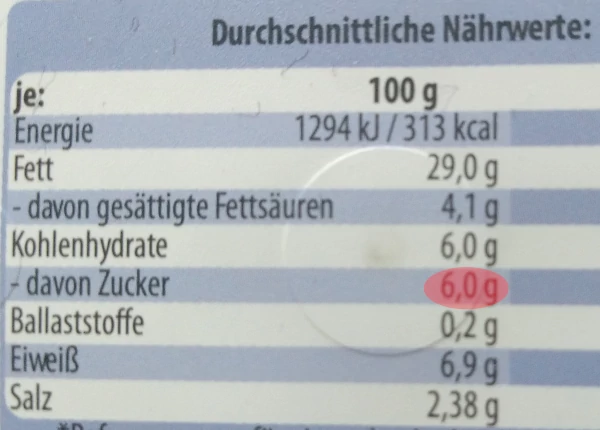 Durchschnittliche Nährwerte:
je: 100 g
Energie 1294 kJ / 313 kcal
Fett 29,0 g
- davon gesättigte Fettsäuren 4,1 g
Kohlenhydrate 6,0 g
- davon Zucker 6,0 g
Ballaststoffe 0,2 g
Eiweiß 6,9 g
Salz 2,38 g